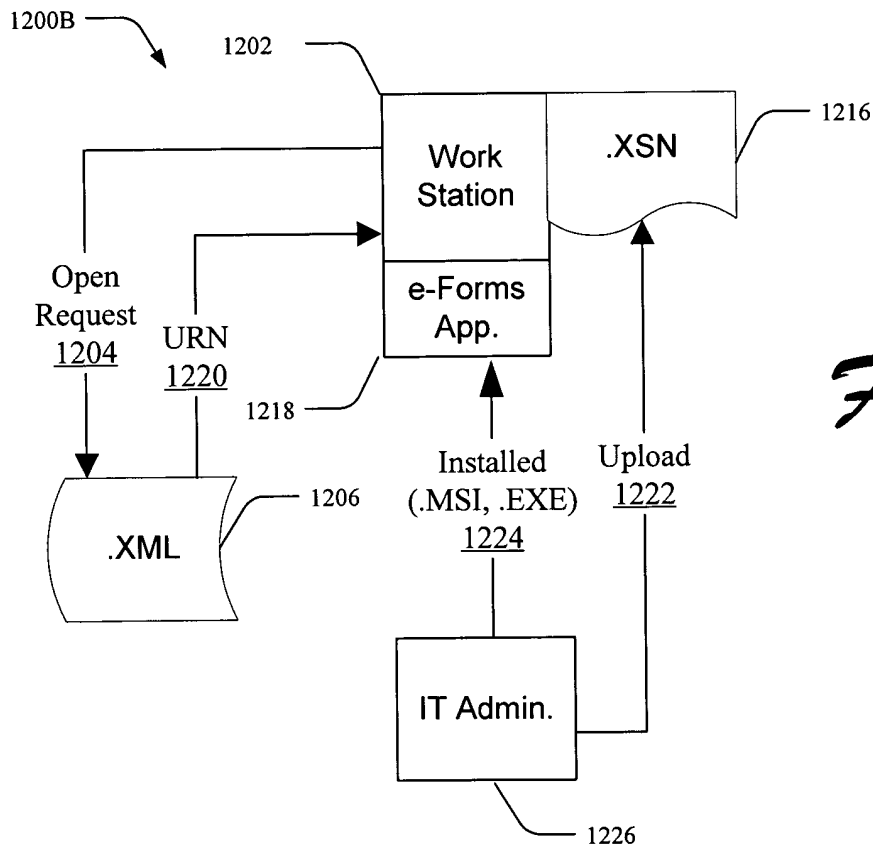 1200B
1202
1216
Work
Station
.XSN
e-Forms
App.
Open
Request
1204
URN
1220
1218
Installed
(.MSI, .EXE)
1224
Upload
1222
.XML
1206
IT Admin.
1226